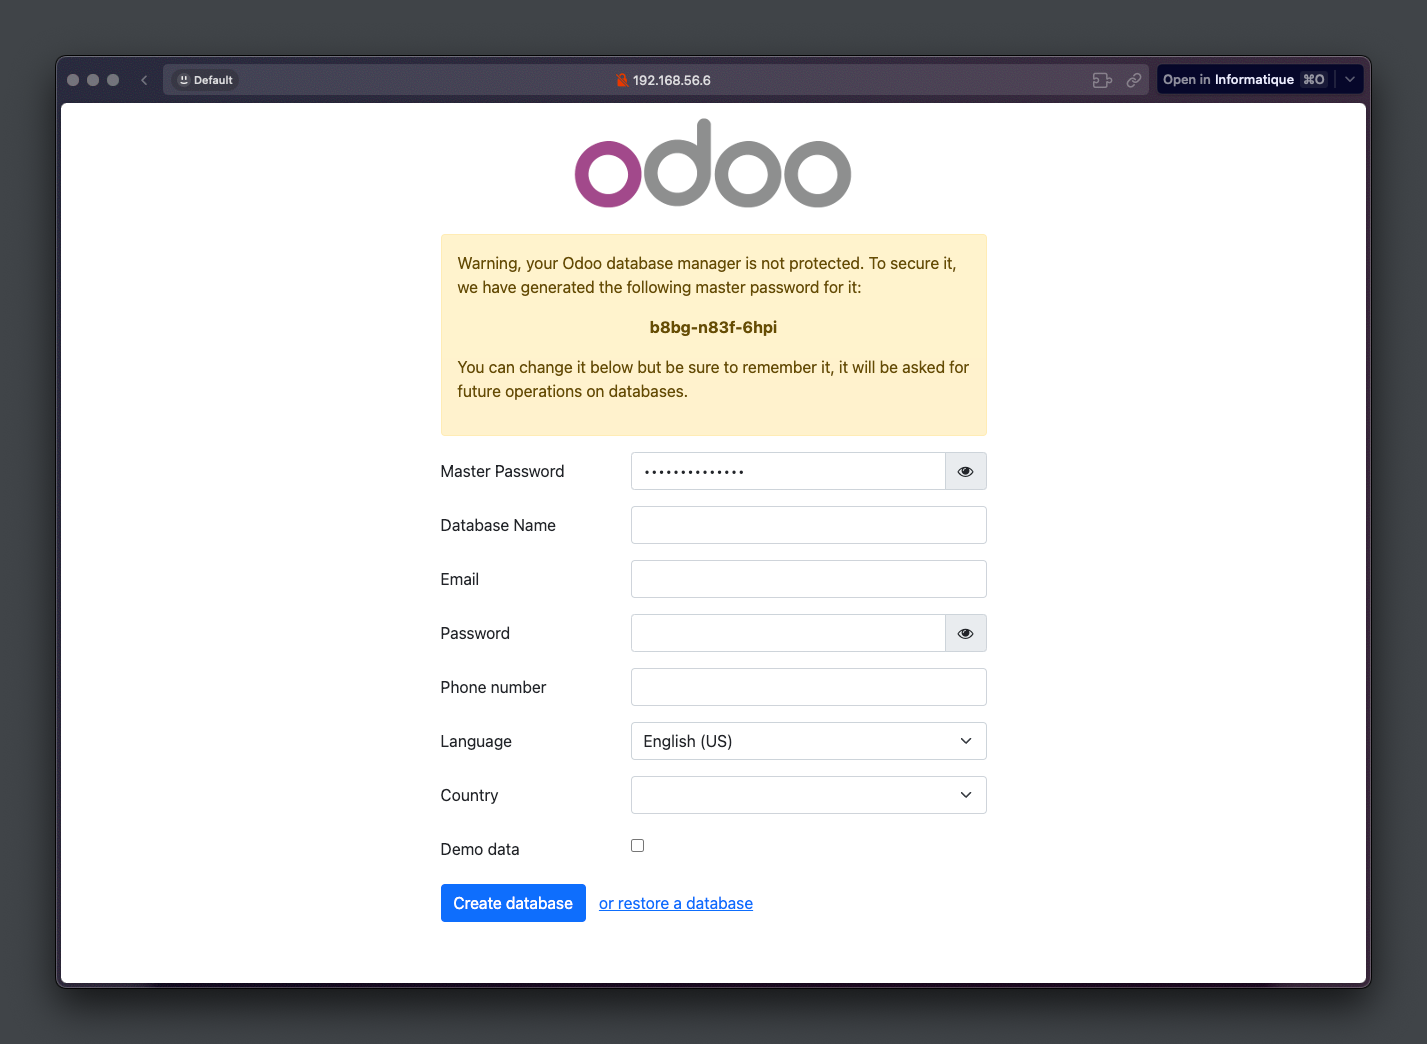 Default
192.168.56.6
Open in Informatique ⌘O
odoo
Warning, your Odoo database manager is not protected. To secure it,
we have generated the following master password for it:
b8bg-n83f-6hpi
You can change it below but be sure to remember it, it will be asked for
future operations on databases.
Master Password ••••••••••••••
Database Name
Email
Password
Phone number
Language English (US)
Country
Demo data
Create database or restore a database